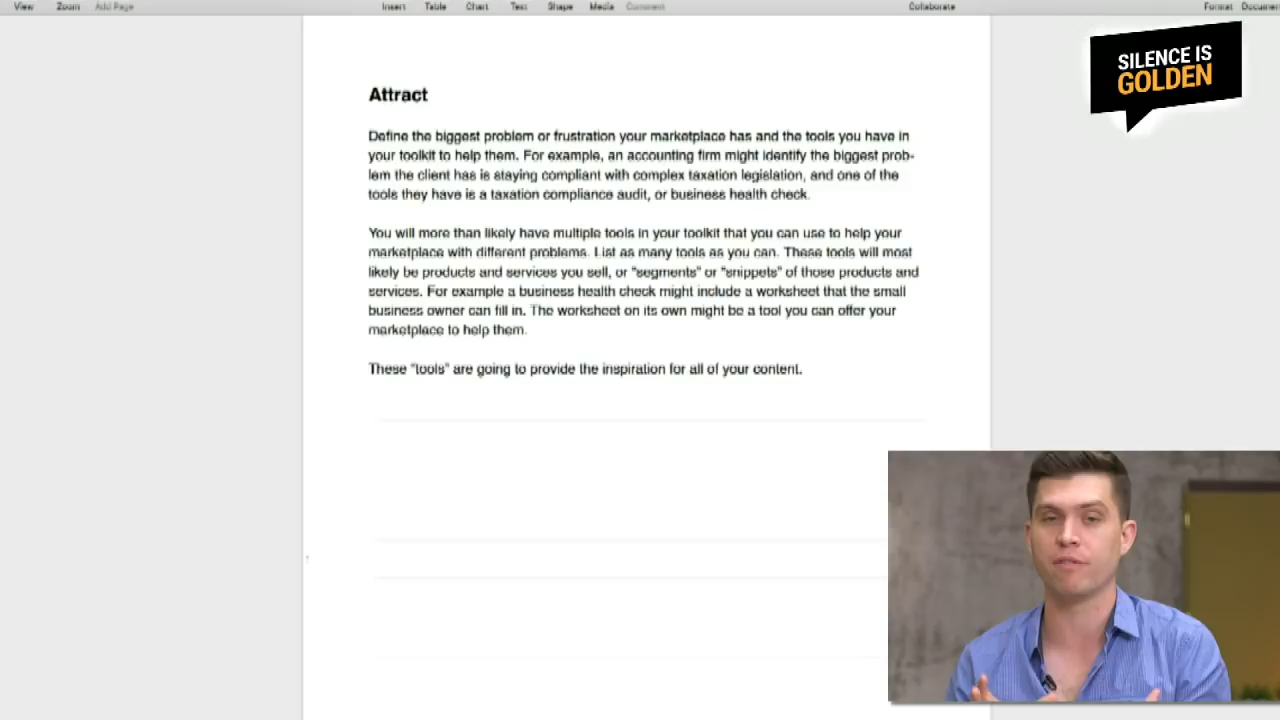 View Zoom Add Page Insert Table Chart Text Shape Media Comment Collaborate Format Documen
SILENCE IS
GOLDEN
Attract
Define the biggest problem or frustration your marketplace has and the tools you have in
your toolkit to help them. For example, an accounting firm might identify the biggest prob-
lem the client has is staying compliant with complex taxation legislation, and one of the
tools they have is a taxation compliance audit, or business health check.
You will more than likely have multiple tools in your toolkit that you can use to help your
marketplace with different problems. List as many tools as you can. These tools will most
likely be products and services you sell, or "segments" or "snippets" of those products and
services. For example a business health check might include a worksheet that the small
business owner can fill in. The worksheet on its own might be a tool you can offer your
marketplace to help them.
These "tools" are going to provide the inspiration for all of your content.